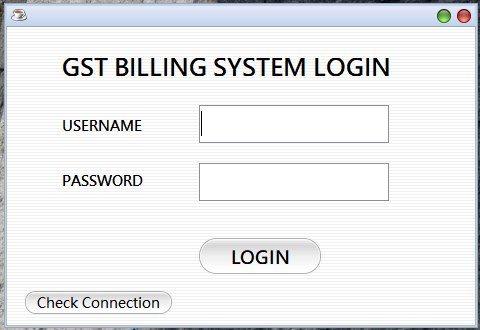 GST BILLING SYSTEM LOGIN
USERNAME
PASSWORD
LOGIN
Check Connection